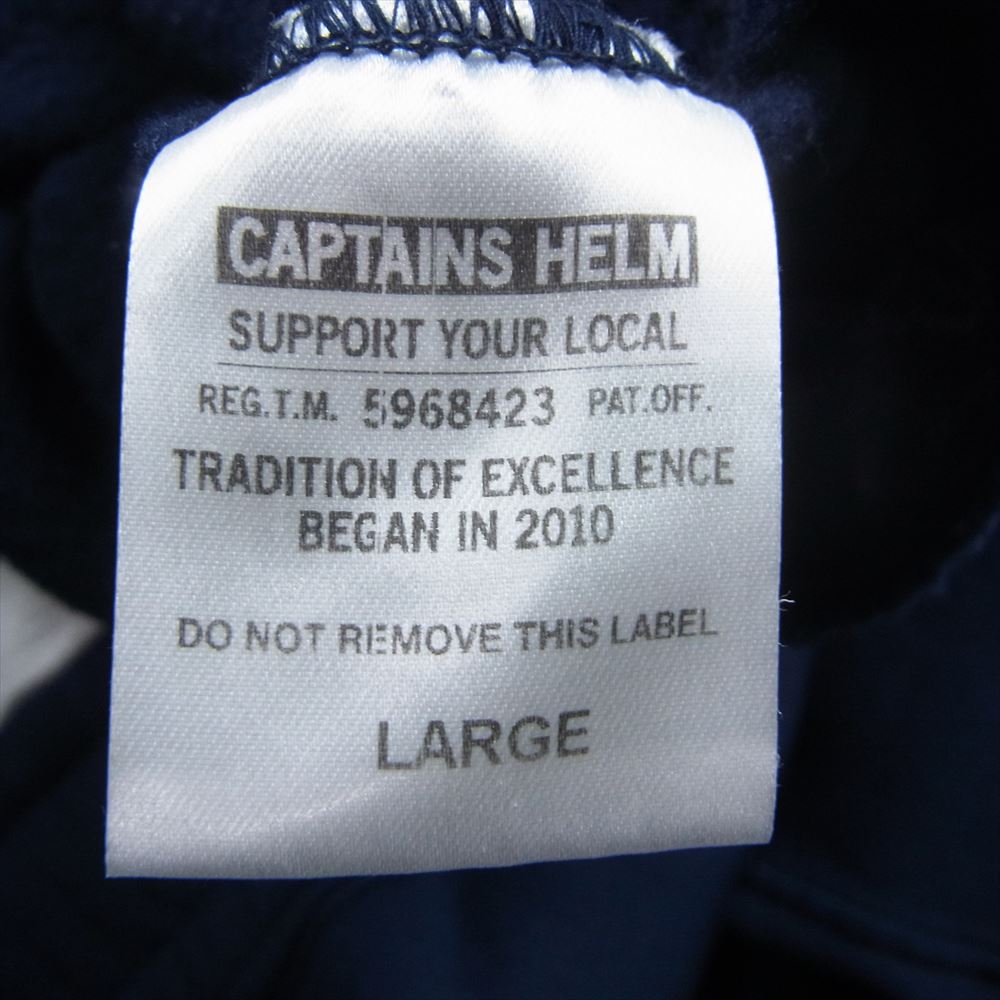 CAPTAINS HELM
SUPPORT YOUR LOCAL
REG.T.M. 5968423 PAT.OFF.
TRADITION OF EXCELLENCE
BEGAN IN 2010
DO NOT REMOVE THIS LABEL
LARGE